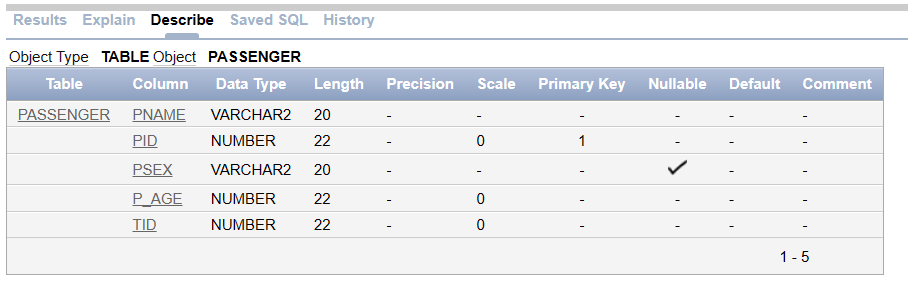 Results Explain Describe Saved SQL History
Object Type TABLE Object PASSENGER
Table Column Data Type Length Precision Scale Primary Key Nullable Default Comment
PASSENGER PNAME VARCHAR2 20 - - - - - -
PID NUMBER 22 - 0 1 - - -
PSEX VARCHAR2 20 - - - ✓ - -
P_AGE NUMBER 22 - 0 - - - -
TID NUMBER 22 - 0 - - - -
1 - 5